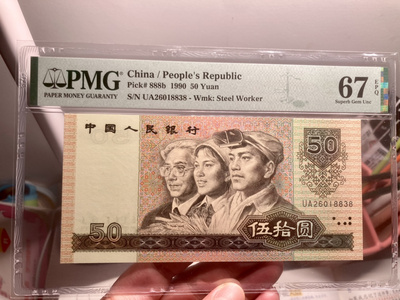 PMG
PAPER MONEY GUARANTY
China / People's Republic
Pick# 888b 1990 50 Yuan
S/N UA26018838 - Wmk: Steel Worker
67 EPQ
Superb Gem Unc
中国人民银行
50
UA26018838
50
伍拾圆